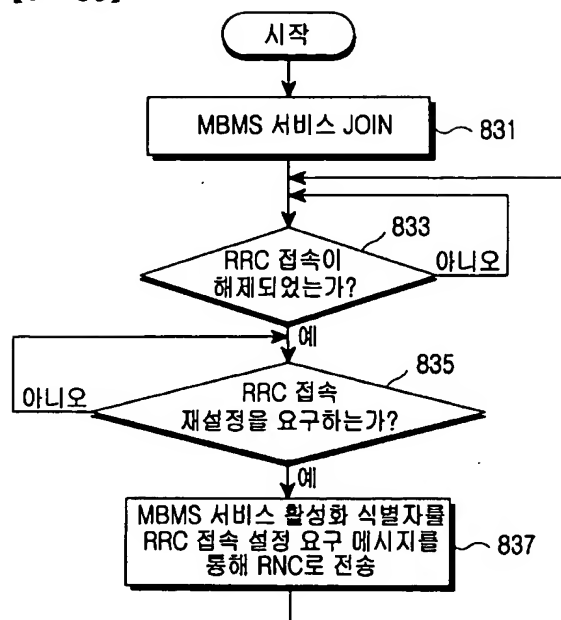 시작
MBMS 서비스 JOIN
831
833
RRC 접속이
해제되었는가?
아니오
예
835
RRC 접속
재설정을 요구하는가?
아니오
예
MBMS 서비스 활성화 식별자를
RRC 접속 설정 요구 메시지를
통해 RNC로 전송
837